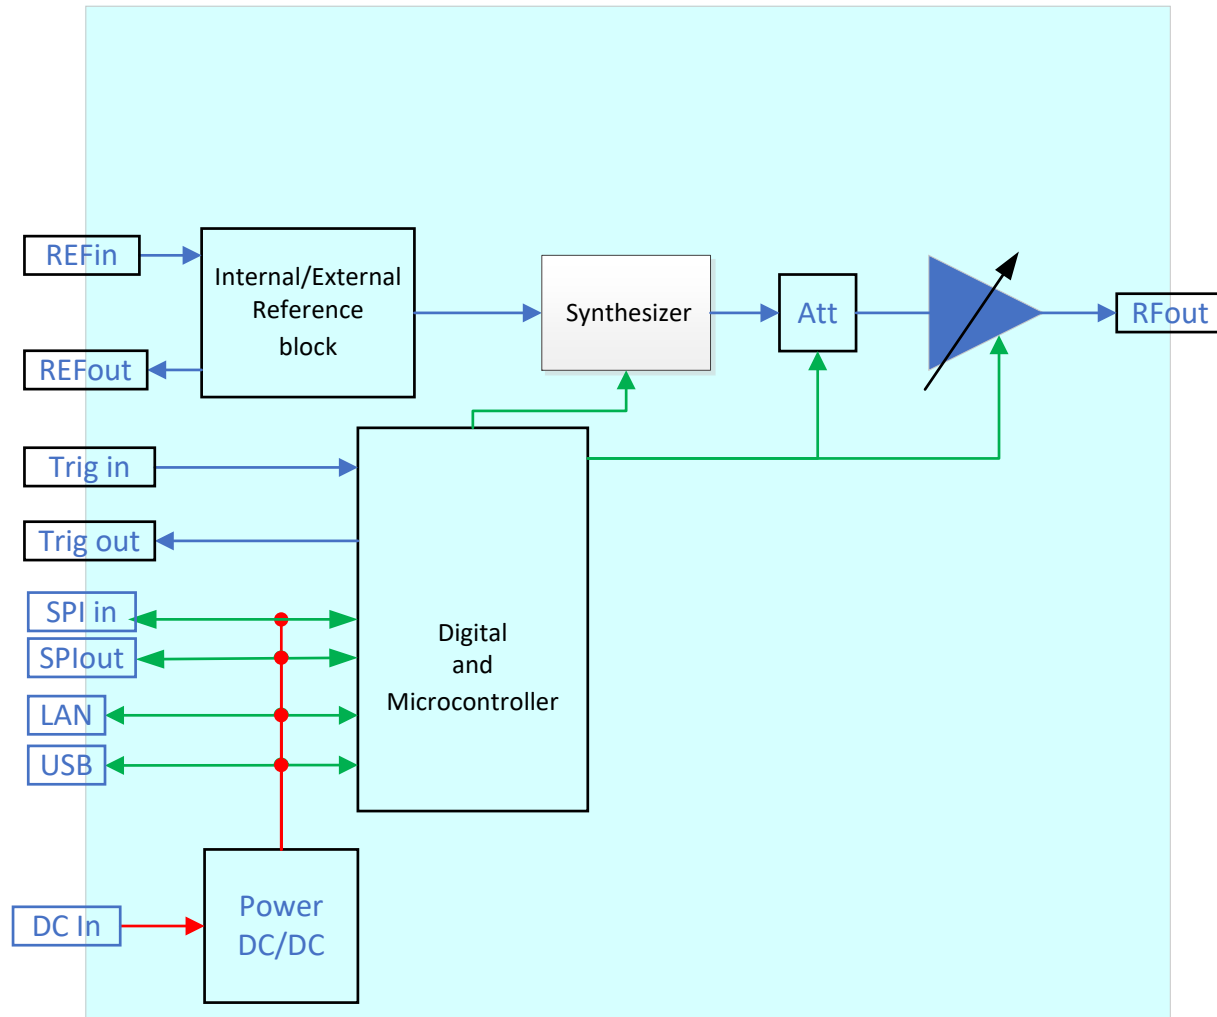 REFin
Internal/External
Reference
block
REFout
Synthesizer
Att
RFout
Trig in
Trig out
SPI in
SPIout
LAN
USB
Digital
and
Microcontroller
DC In
Power
DC/DC